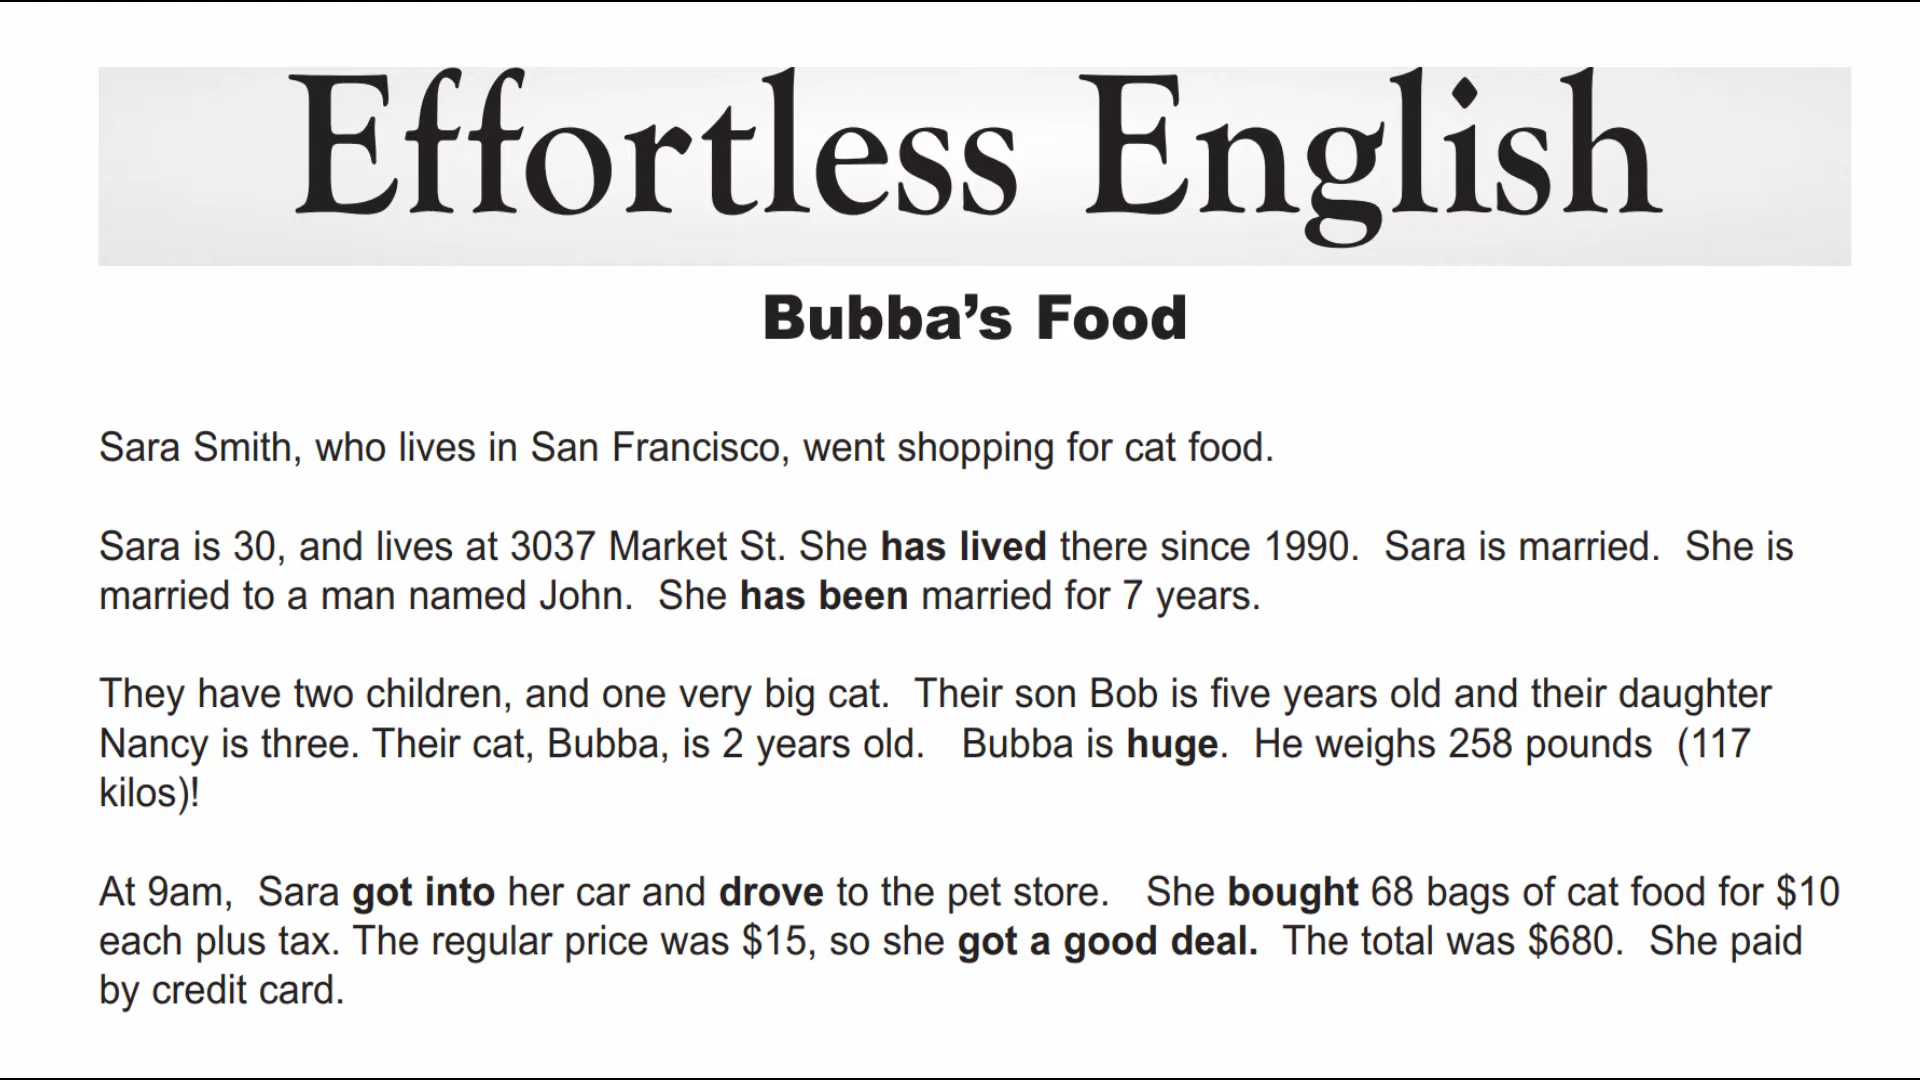 Effortless English
Bubba’s Food
Sara Smith, who lives in San Francisco, went shopping for cat food.
Sara is 30, and lives at 3037 Market St. She has lived there since 1990.  Sara is married.  She is
married to a man named John.  She has been married for 7 years.
They have two children, and one very big cat.  Their son Bob is five years old and their daughter
Nancy is three. Their cat, Bubba, is 2 years old.   Bubba is huge.  He weighs 258 pounds  (117
kilos)!
At 9am,  Sara got into her car and drove to the pet store.   She bought 68 bags of cat food for $10
each plus tax. The regular price was $15, so she got a good deal.  The total was $680.  She paid
by credit card.